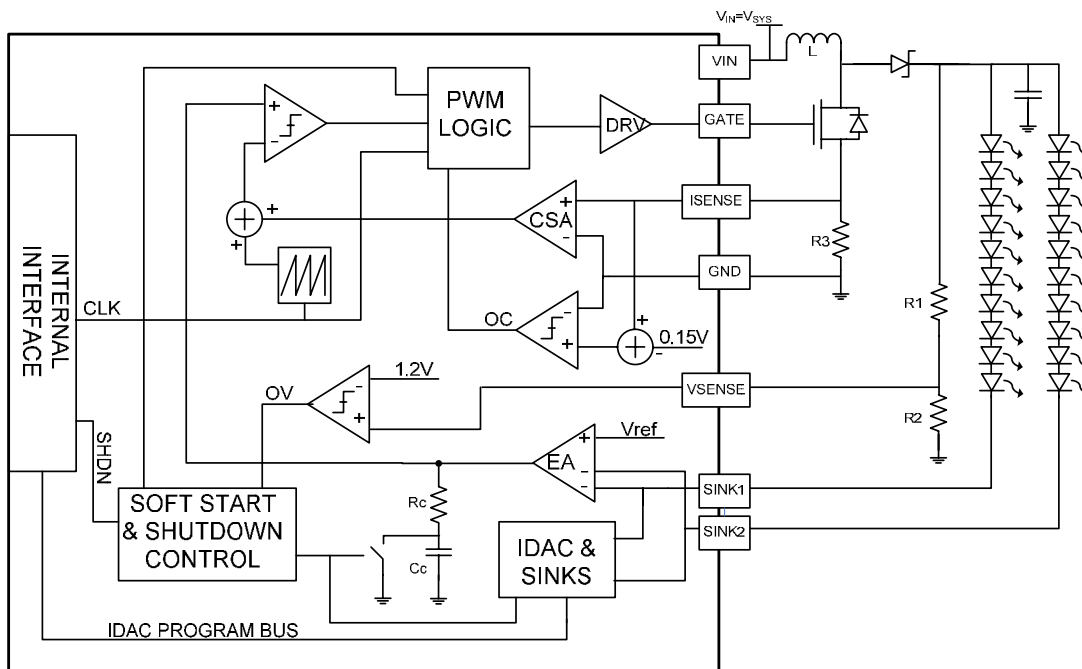 VIN=VSYS
L
VIN
PWM
LOGIC
DRV
GATE
+
-
ISENSE
+
CSA
-
+
+
R3
GND
INTERNAL
INTERFACE
CLK
R1
OC
-
+
+
-
0.15V
1.2V
OV
-
+
VSENSE
R2
SHDN
Vref
+
EA
-
-
SINK1
SOFT START
& SHUTDOWN
CONTROL
Rc
Cc
IDAC &
SINKS
SINK2
IDAC PROGRAM BUS